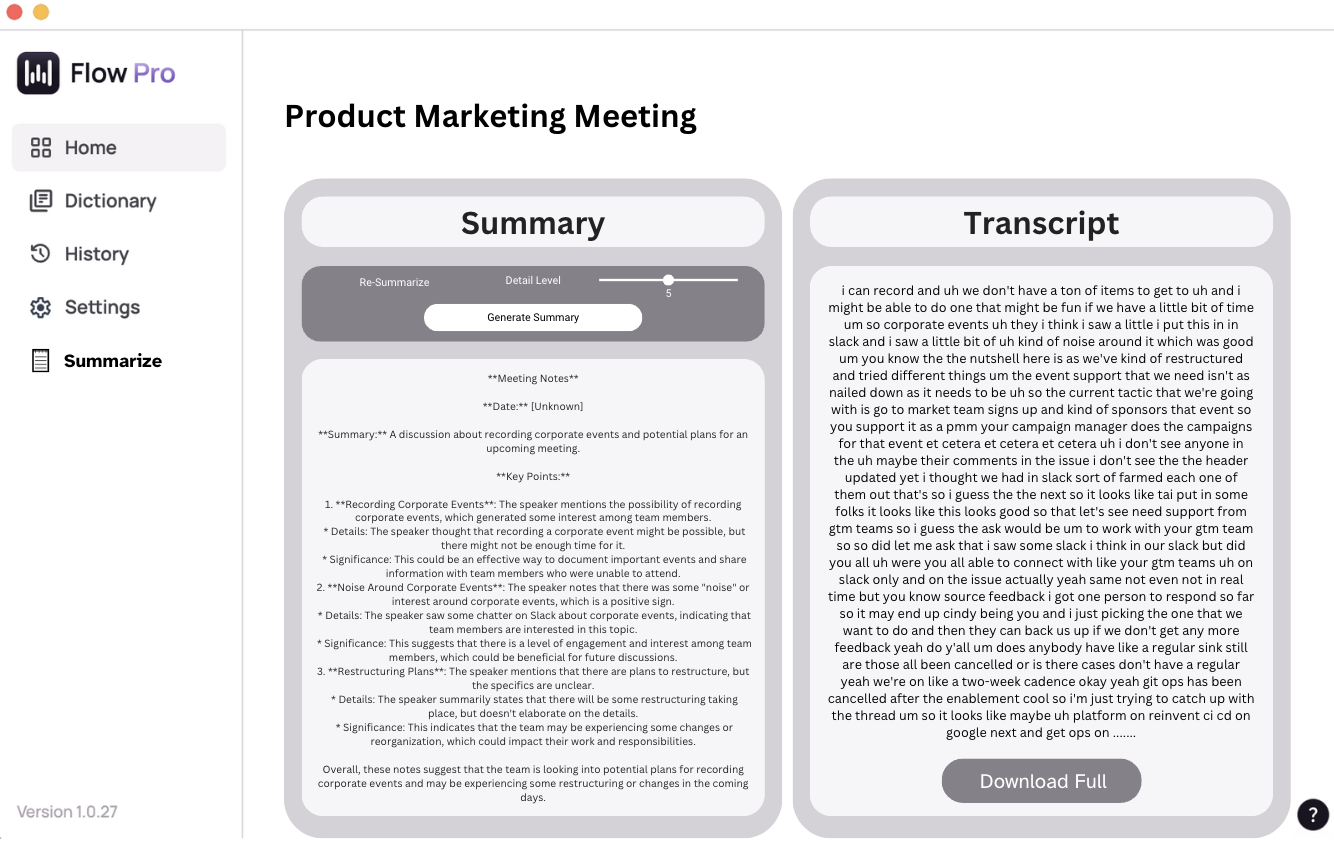 Flow Pro
Home
Dictionary
History
Settings
Summarize
Version 1.0.27
Product Marketing Meeting
Summary
Re-Summarize
Detail Level
5
Generate Summary
**Meeting Notes**
**Date:** [Unknown]
**Summary:** A discussion about recording corporate events and potential plans for an
upcoming meeting.
**Key Points:**
1. **Recording Corporate Events**: The speaker mentions the possibility of recording
corporate events, which generated some interest among team members.
* Details: The speaker thought that recording a corporate event might be possible, but
there might not be enough time for it.
* Significance: This could be an effective way to document important events and share
information with team members who were unable to attend.
2. **Noise Around Corporate Events**: The speaker notes that there was some "noise" or
interest around corporate events, which is a positive sign.
* Details: The speaker saw some chatter on Slack about corporate events, indicating that
team members are interested in this topic.
* Significance: This suggests that there is a level of engagement and interest among team
members, which could be beneficial for future discussions.
3. **Restructuring Plans**: The speaker mentions that there are plans to restructure, but
the specifics are unclear.
* Details: The speaker summarily states that there will be some restructuring taking
place, but doesn't elaborate on the details.
* Significance: This indicates that the team may be experiencing some changes or
reorganization, which could impact their work and responsibilities.
Overall, these notes suggest that the team is looking into potential plans for recording
corporate events and may be experiencing some restructuring or changes in the coming
days.
Transcript
i can record and uh we don't have a ton of items to get to uh and i
might be able to do one that might be fun if we have a little bit of time
um so corporate events uh they i think i saw a little i put this in in
slack and i saw a little bit of uh kind of noise around it which was good
um you know the the nutshell here is as we've kind of restructured
and tried different things um the event support that we need isn't as
nailed down as it needs to be uh so the current tactic that we're going
with is go to market team signs up and kind of sponsors that event so
you support it as a pmm your campaign manager does the campaigns
for that event et cetera et cetera et cetera uh i don't see anyone in
the uh maybe their comments in the issue i don't see the the header
updated yet i thought we had in slack sort of farmed each one of
them out that's so i guess the the next so it looks like tai put in some
folks it looks like this looks good so that let's see need support from
gtm teams so i guess the ask would be um to work with your gtm team
so so did let me ask that i saw some slack i think in our slack but did
you all uh were you all able to connect with like your gtm teams uh on
slack only and on the issue actually yeah same not even not in real
time but you know source feedback i got one person to respond so far
so it may end up cindy being you and i just picking the one that we
want to do and then they can back us up if we don't get any more
feedback yeah do y'all um does anybody have like a regular sink still
are those all been cancelled or is there cases don't have a regular
yeah we're on like a two-week cadence okay yeah git ops has been
cancelled after the enablement cool so i'm just trying to catch up with
the thread um so it looks like maybe uh platform on reinvent ci cd on
google next and get ops on .......
Download Full
?